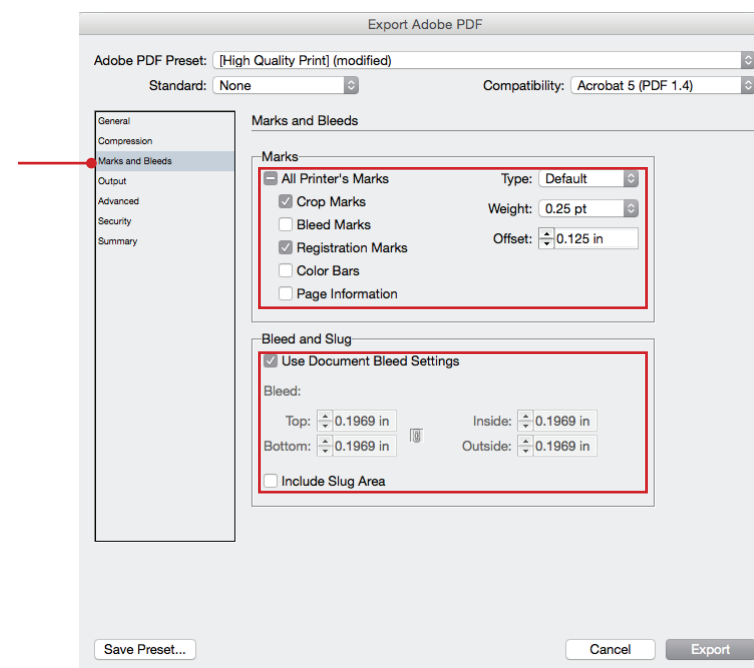 Export Adobe PDF
Adobe PDF Preset: [High Quality Print] (modified)
Standard: None Compatibility: Acrobat 5 (PDF 1.4)
General
Compression
Marks and Bleeds
Output
Advanced
Security
Summary
Marks and Bleeds
Marks
All Printer's Marks Type: Default
Crop Marks Weight: 0.25 pt
Bleed Marks
Offset: 0.125 in
Registration Marks
Color Bars
Page Information
Bleed and Slug
Use Document Bleed Settings
Bleed:
Top: 0.1969 in Inside: 0.1969 in
Bottom: 0.1969 in Outside: 0.1969 in
Include Slug Area
Save Preset... Cancel Export